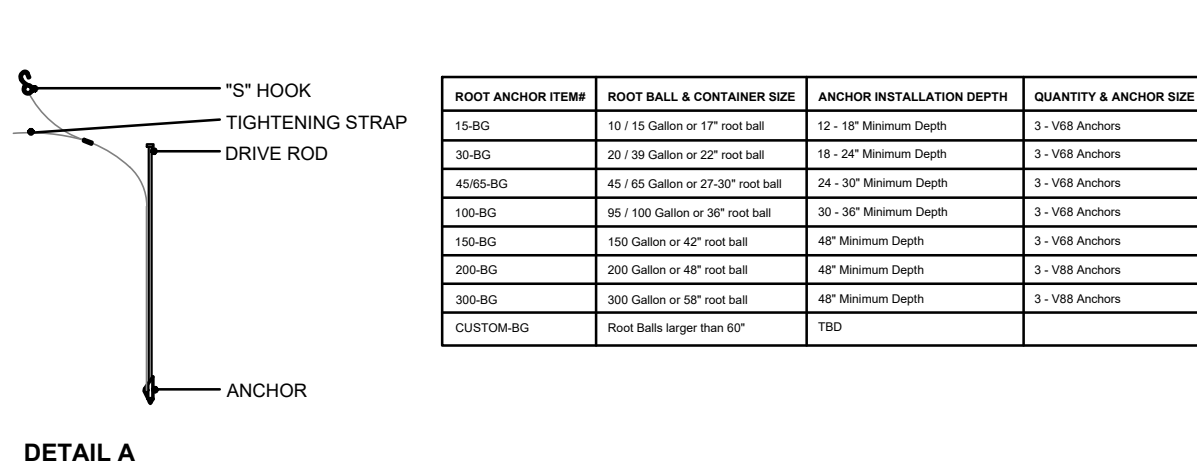 "S" HOOK
TIGHTENING STRAP
DRIVE ROD
ANCHOR
DETAIL A
ROOT ANCHOR ITEM# ROOT BALL & CONTAINER SIZE ANCHOR INSTALLATION DEPTH QUANTITY & ANCHOR SIZE
15-BG 10 / 15 Gallon or 17" root ball 12 - 18" Minimum Depth 3 - V68 Anchors
30-BG 20 / 39 Gallon or 22" root ball 18 - 24" Minimum Depth 3 - V68 Anchors
45/65-BG 45 / 65 Gallon or 27-30" root ball 24 - 30" Minimum Depth 3 - V68 Anchors
100-BG 95 / 100 Gallon or 36" root ball 30 - 36" Minimum Depth 3 - V68 Anchors
150-BG 150 Gallon or 42" root ball 48" Minimum Depth 3 - V68 Anchors
200-BG 200 Gallon or 48" root ball 48" Minimum Depth 3 - V88 Anchors
300-BG 300 Gallon or 58" root ball 48" Minimum Depth 3 - V88 Anchors
CUSTOM-BG Root Balls larger than 60" TBD